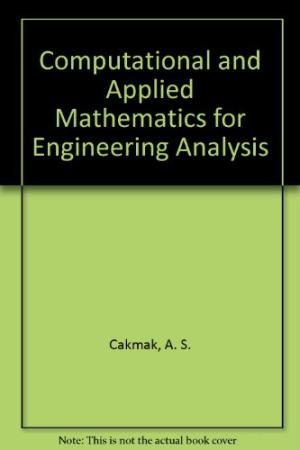 Computational and
Applied
Mathematics for
Engineering Analysis
Cakmak, A. S.
Note: This is not the actual book cover